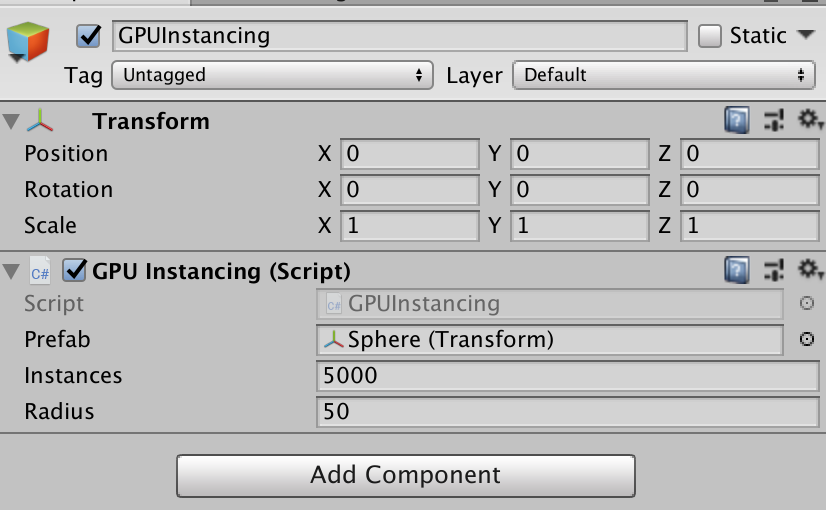 GPUInstancing Static
Tag Untagged Layer Default
Transform
Position X 0 Y 0 Z 0
Rotation X 0 Y 0 Z 0
Scale X 1 Y 1 Z 1
C# GPU Instancing (Script)
Script C# GPUInstancing
Prefab Sphere (Transform)
Instances 5000
Radius 50
Add Component